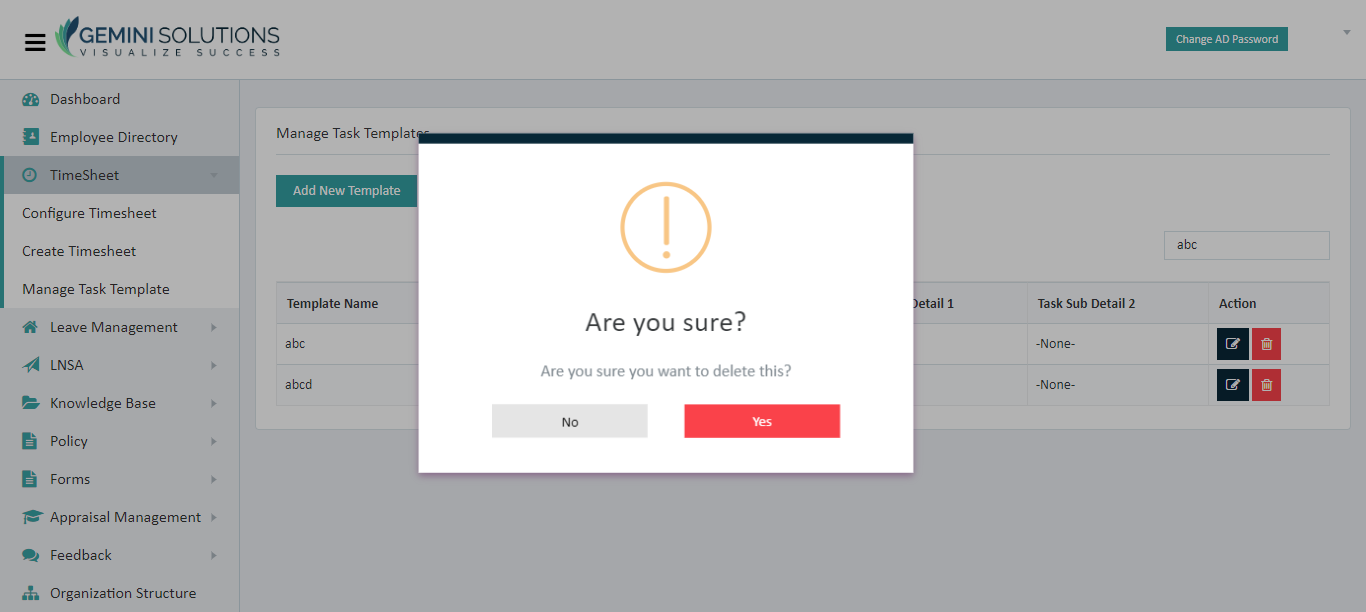 GEMINI SOLUTIONS
VISUALIZE SUCCESS
Change AD Password
Dashboard
Employee Directory
TimeSheet
Configure Timesheet
Create Timesheet
Manage Task Template
Leave Management
LNSA
Knowledge Base
Policy
Forms
Appraisal Management
Feedback
Organization Structure
Manage Task Templates
Add New Template
abc
Template Name Detail 1 Task Sub Detail 2 Action
abc -None-
abcd -None-
Are you sure?
Are you sure you want to delete this?
No Yes